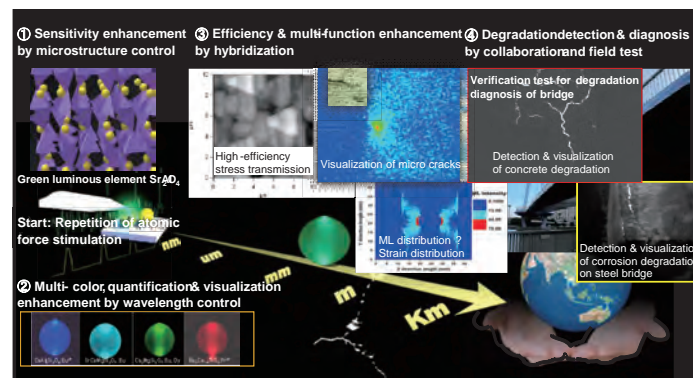 ① Sensitivity enhancement
by microstructure control
Green luminous element SrAl2O4
Start: Repetition of atomic
force stimulation
② Multi- color, quantification & visualization
enhancement by wavelength control
③ Efficiency & multi-function enhancement
by hybridization
High -efficiency
stress transmission
Visualization of micro cracks
ML distribution ?
Strain distribution
④ Degradation detection & diagnosis
by collaboration and field test
Verification test for degradation
diagnosis of bridge
Detection & visualization
of concrete degradation
Detection & visualization
of corrosion degradation
on steel bridge
nm
um
mm
m
Km